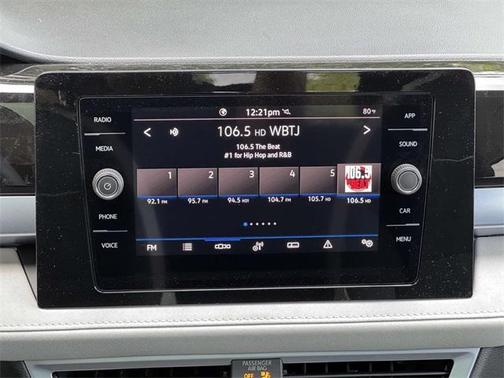 12:21pm 80°F
RADIO
APP
106.5 HD WBTJ
MEDIA
SOUND
106.5 The Beat
#1 for Hip Hop and R&B
1 2 3 4 5 106.5
92.1 FM 95.7 FM 94.5 HD1 104.7 FM 105.7 HD 106.5 HD
PHONE
CAR
VOICE
FM
MENU
PASSENGER
AIR BAG
OFF